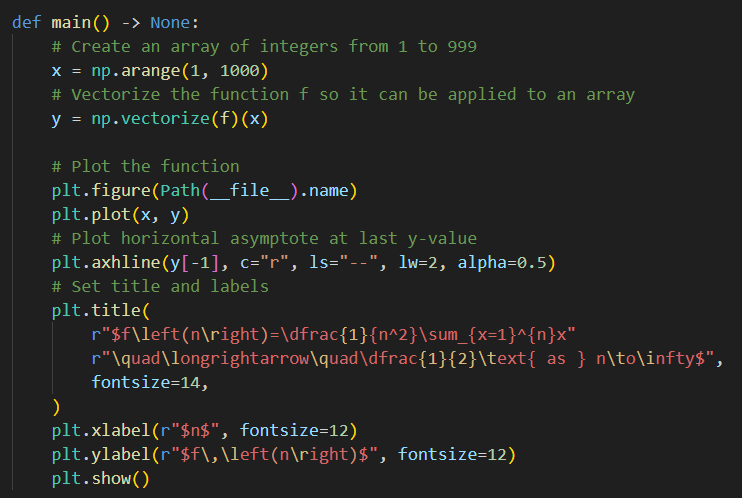 def main() -> None:
    # Create an array of integers from 1 to 999
    x = np.arange(1, 1000)
    # Vectorize the function f so it can be applied to an array
    y = np.vectorize(f)(x)

    # Plot the function
    plt.figure(Path(__file__).name)
    plt.plot(x, y)
    # Plot horizontal asymptote at last y-value
    plt.axhline(y[-1], c="r", ls="--", lw=2, alpha=0.5)
    # Set title and labels
    plt.title(
        r"$f\left(n\right)=\dfrac{1}{n^2}\sum_{x=1}^{n}x"
        r"\quad\longrightarrow\quad\dfrac{1}{2}\text{ as } n\to\infty$",
        fontsize=14,
    )
    plt.xlabel(r"$n$", fontsize=12)
    plt.ylabel(r"$f\,\left(n\right)$", fontsize=12)
    plt.show()